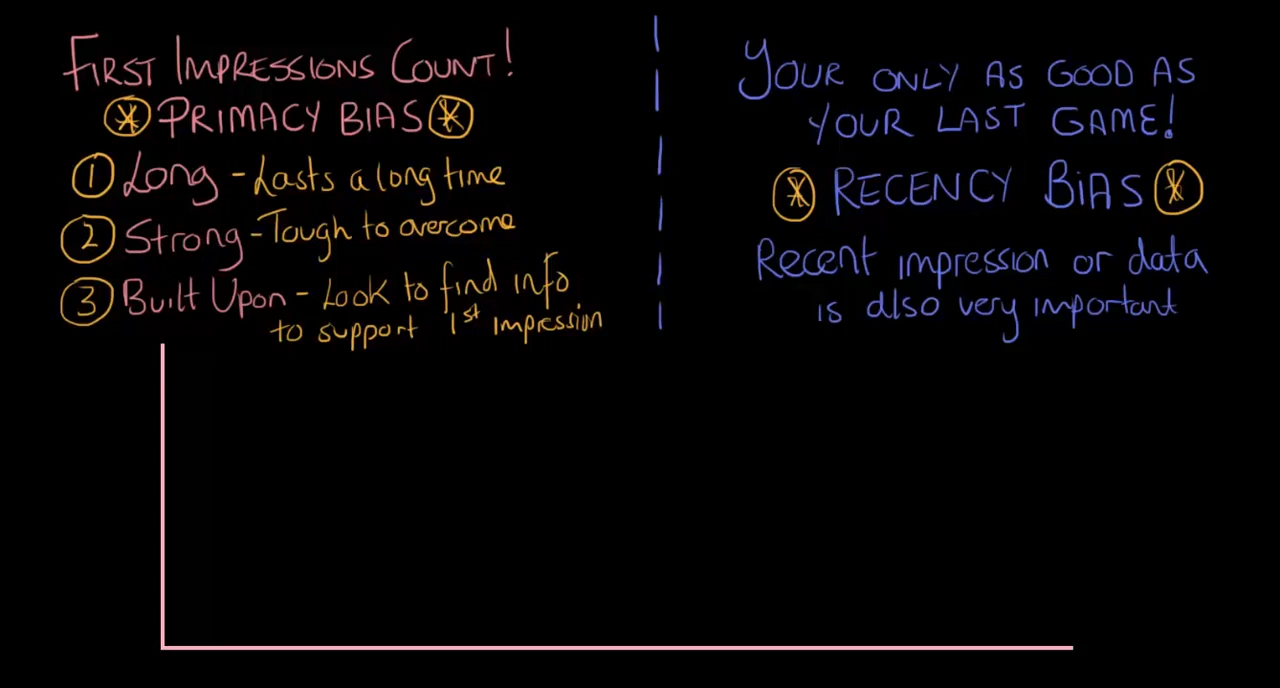 FIRST IMPRESSIONS COUNT!
PRIMACY BIAS
1 Long - Lasts a long time
2 Strong - Tough to overcome
3 Built Upon - Look to find info
to support 1st impression
YOUR ONLY AS GOOD AS
YOUR LAST GAME!
RECENCY BIAS
Recent impression or data
is also very important